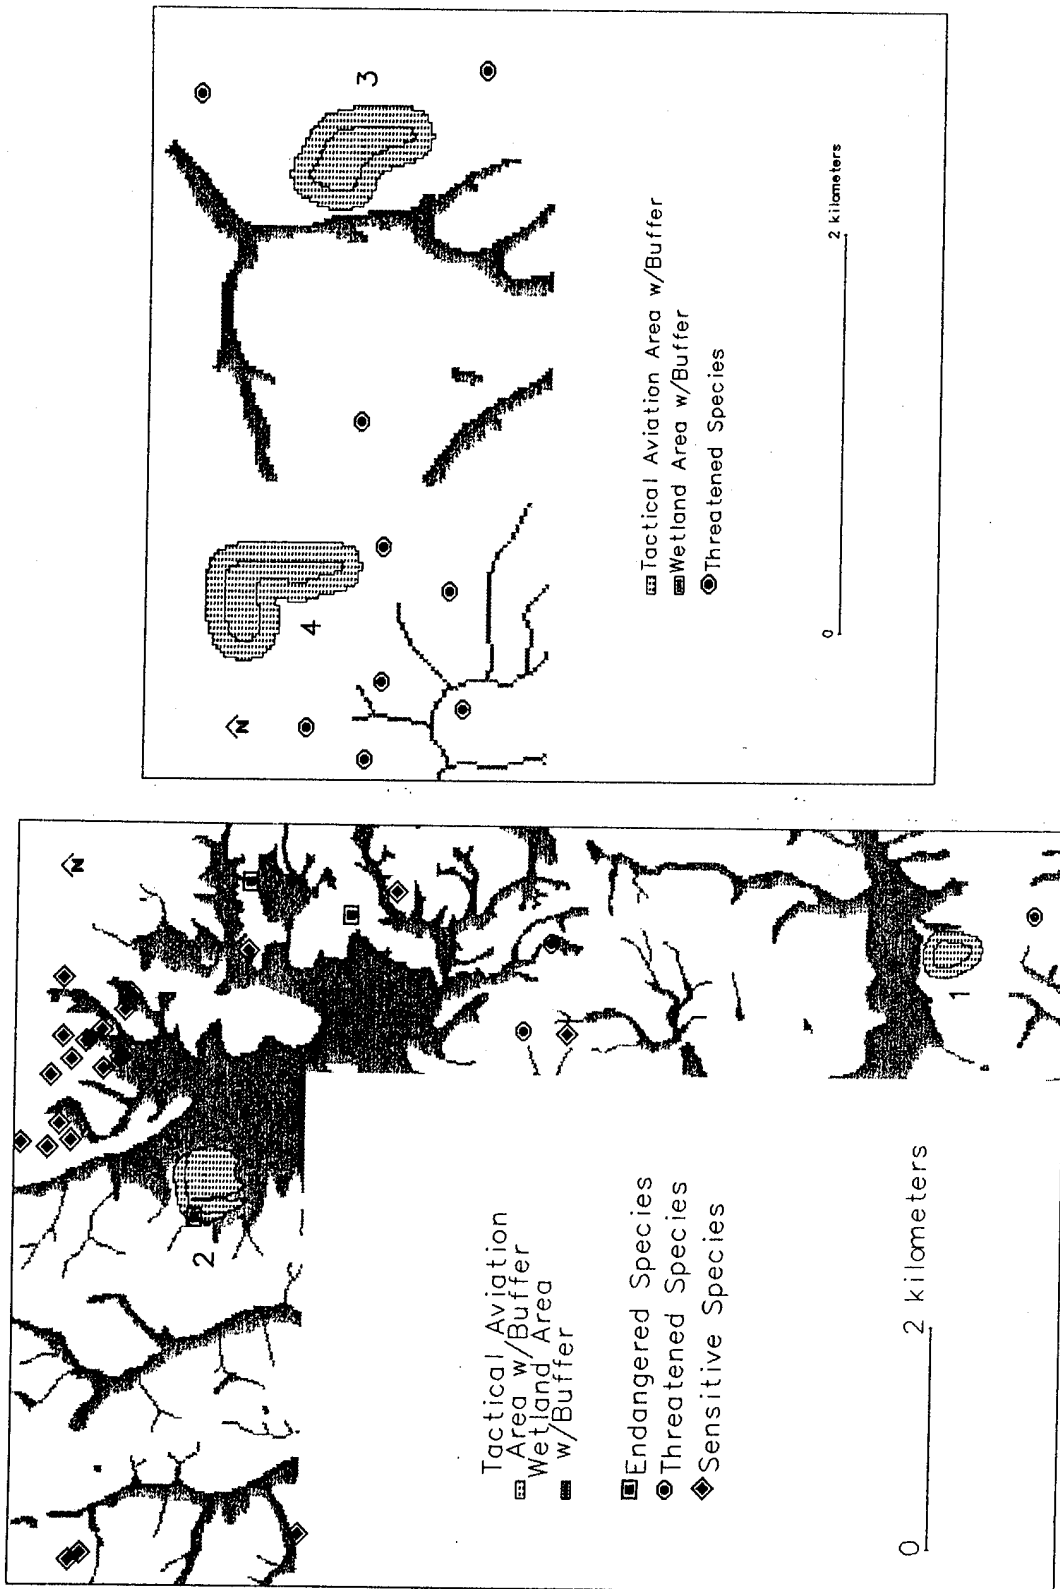 N
3
4
Tactical Aviation Area w/Buffer
Wetland Area w/Buffer
Threatened Species
0 2 kilometers
N
2
1
Tactical Aviation
Area w/Buffer
Wetland Area
w/Buffer
Endangered Species
Threatened Species
Sensitive Species
0 2 kilometers